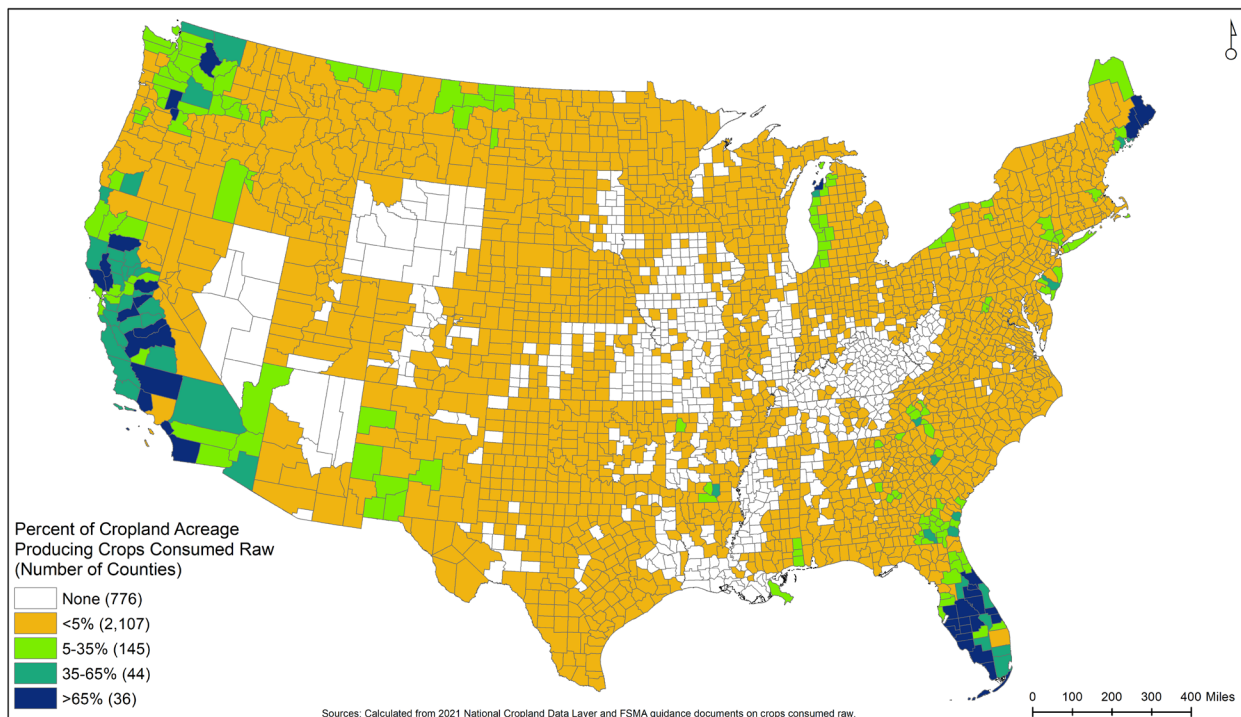 Percent of Cropland Acreage
Producing Crops Consumed Raw
(Number of Counties)
None (776)
<5% (2,107)
5-35% (145)
35-65% (44)
>65% (36)
0 100 200 300 400 Miles
Sources: Calculated from 2021 National Cropland Data Layer and FSMA guidance documents on crops consumed raw.